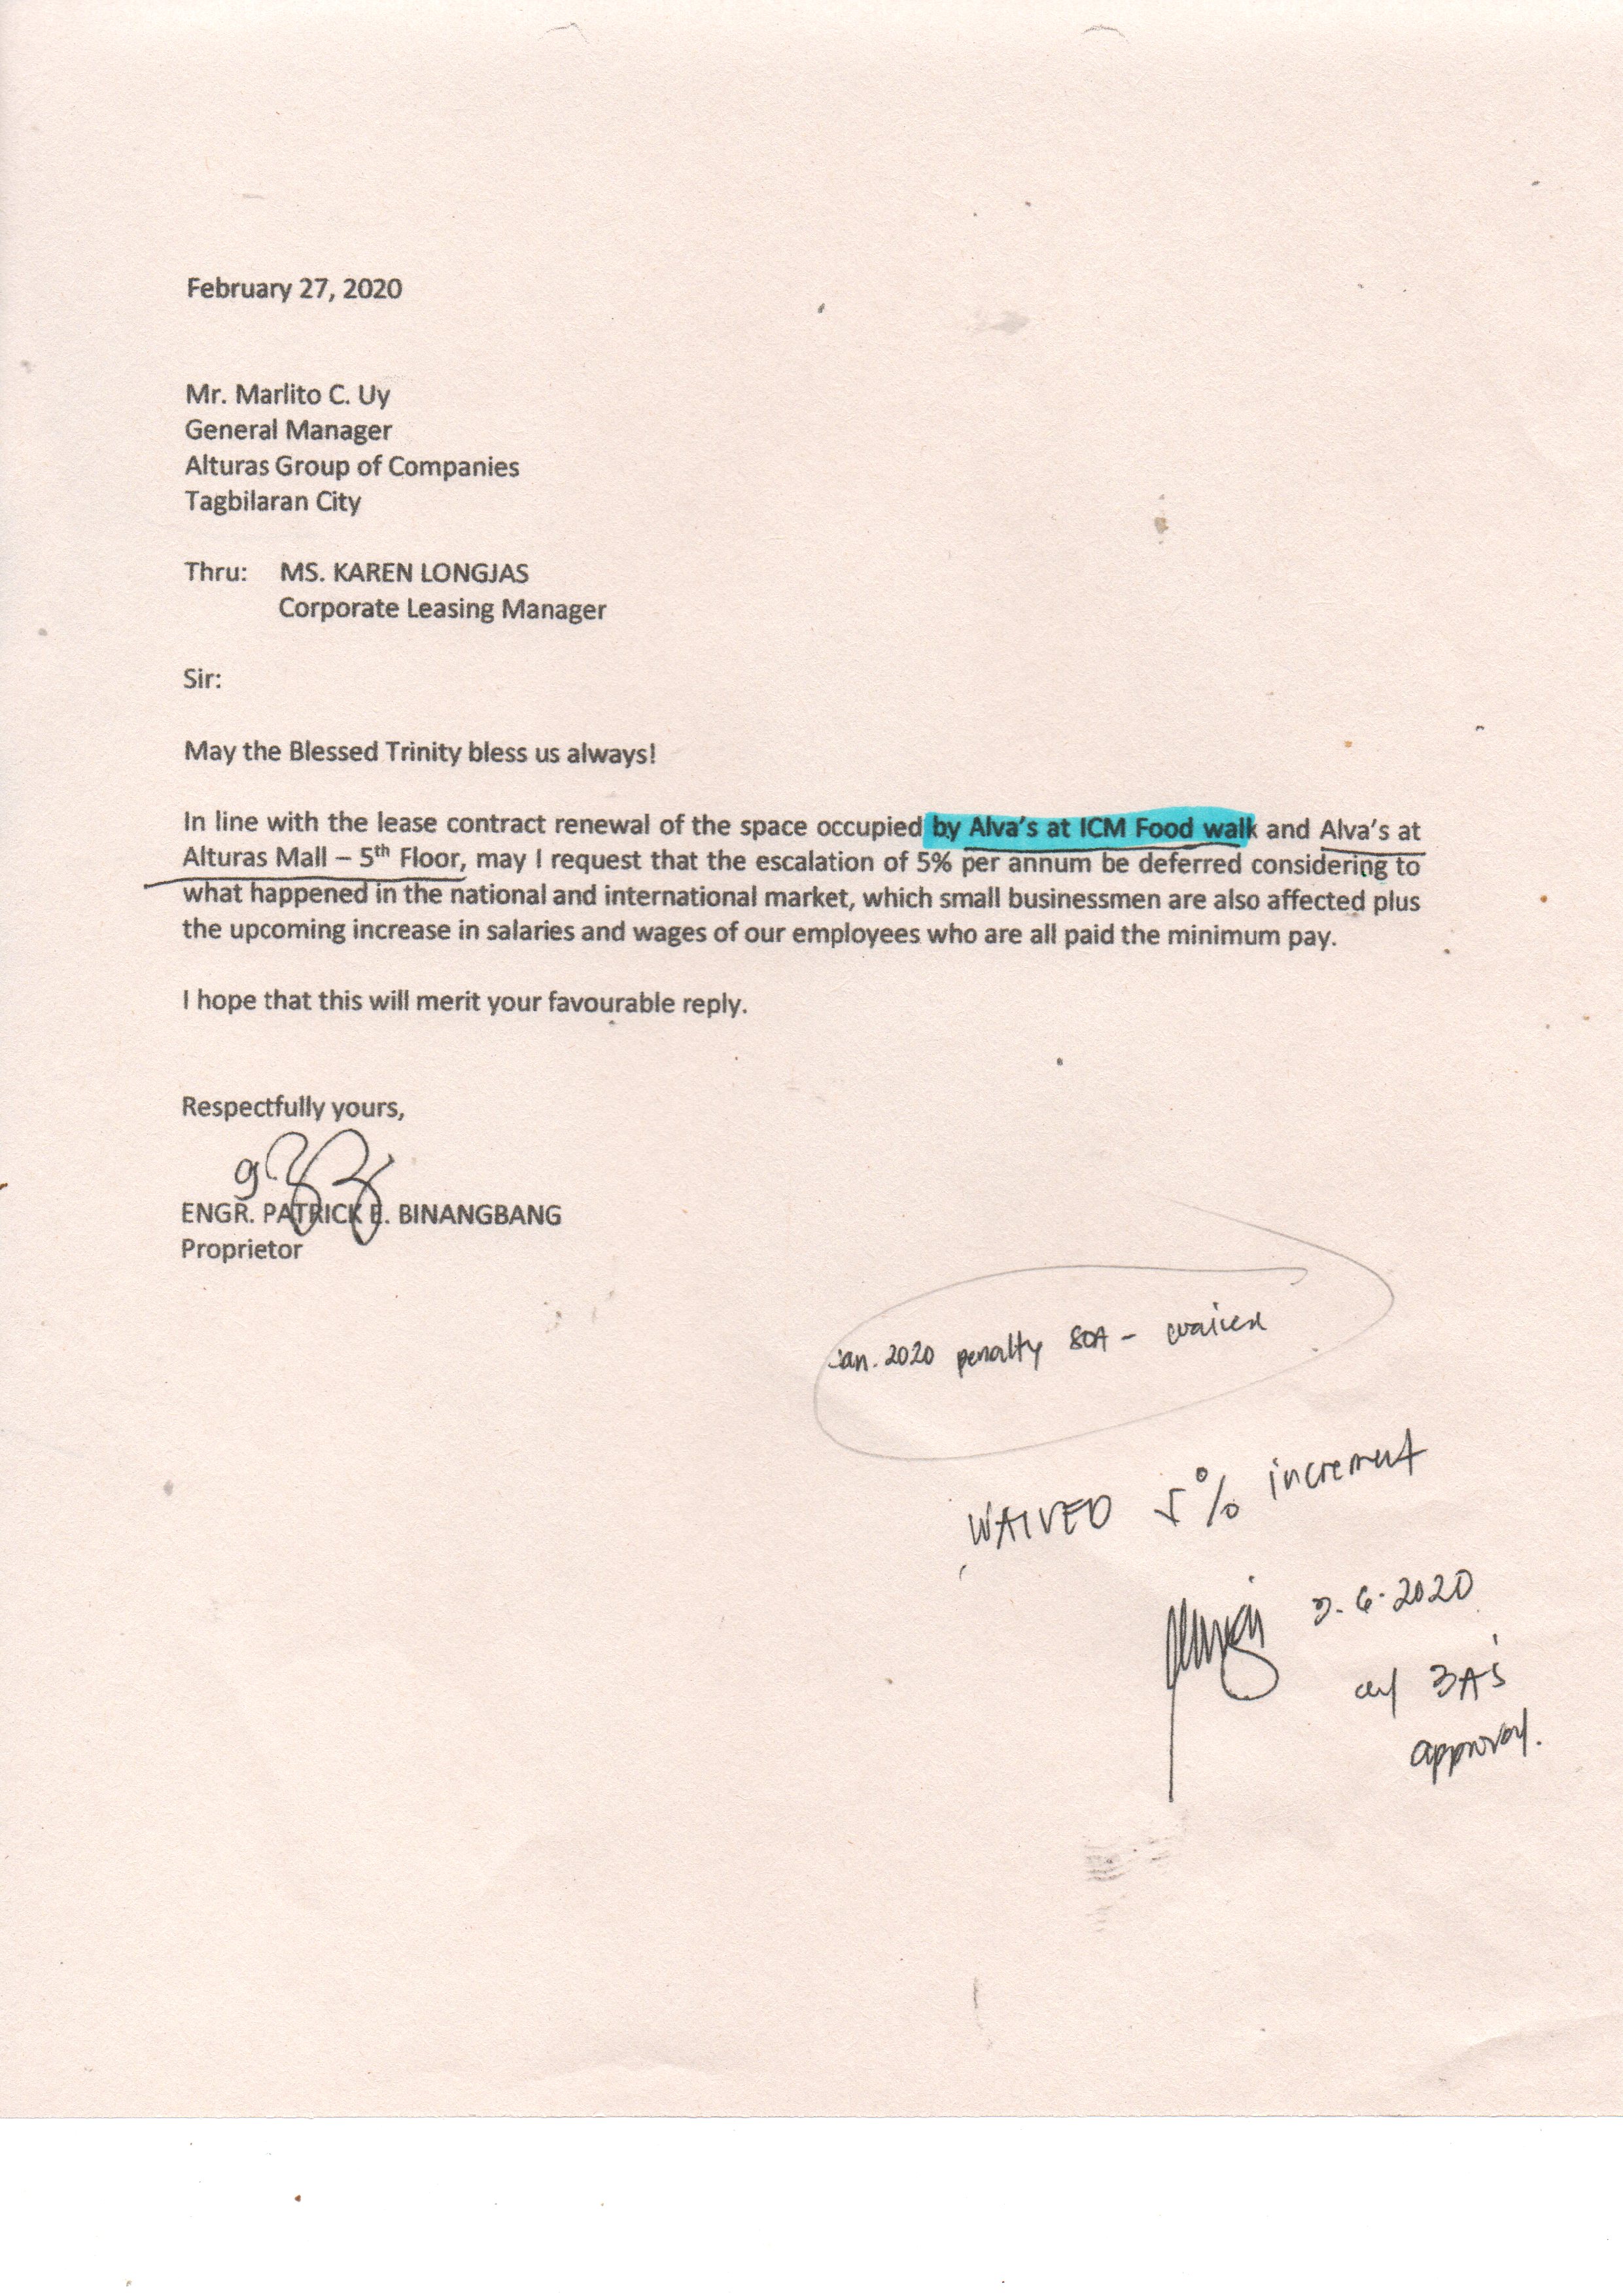 February 27, 2020
Mr. Marlito C. Uy
General Manager
Alturas Group of Companies
Tagbilaran City
Thru: MS. KAREN LONGJAS
Corporate Leasing Manager
Sir:
May the Blessed Trinity bless us always!
In line with the lease contract renewal of the space occupied by Alva's at ICM Food walk and Alva's at
Alturas Mall – 5th Floor, may I request that the escalation of 5% per annum be deferred considering to
what happened in the national and international market, which small businessmen are also affected plus
the upcoming increase in salaries and wages of our employees who are all paid the minimum pay.
I hope that this will merit your favourable reply.
Respectfully yours,
ENGR. PATRICK E. BINANGBANG
Proprietor
Jan. 2020 penalty SOA - waived
WAIVED 5% increment
3.6.2020
w/ 3A's
approval.